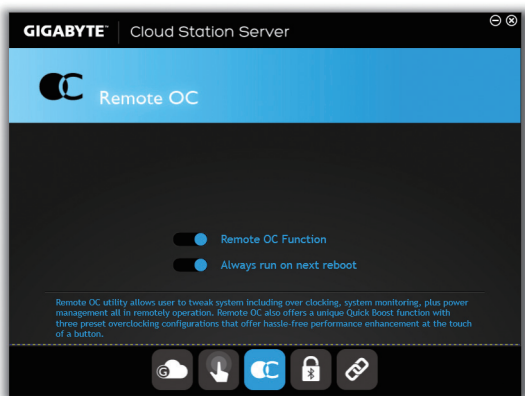 GIGABYTE™ Cloud Station Server
Remote OC
Remote OC Function
Always run on next reboot
Remote OC utility allows user to tweak system including over clocking, system monitoring, plus power
management all in remotely operation. Remote OC also offers a unique Quick Boost function with
three preset overclocking configurations that offer hassle-free performance enhancement at the touch
of a button.
G